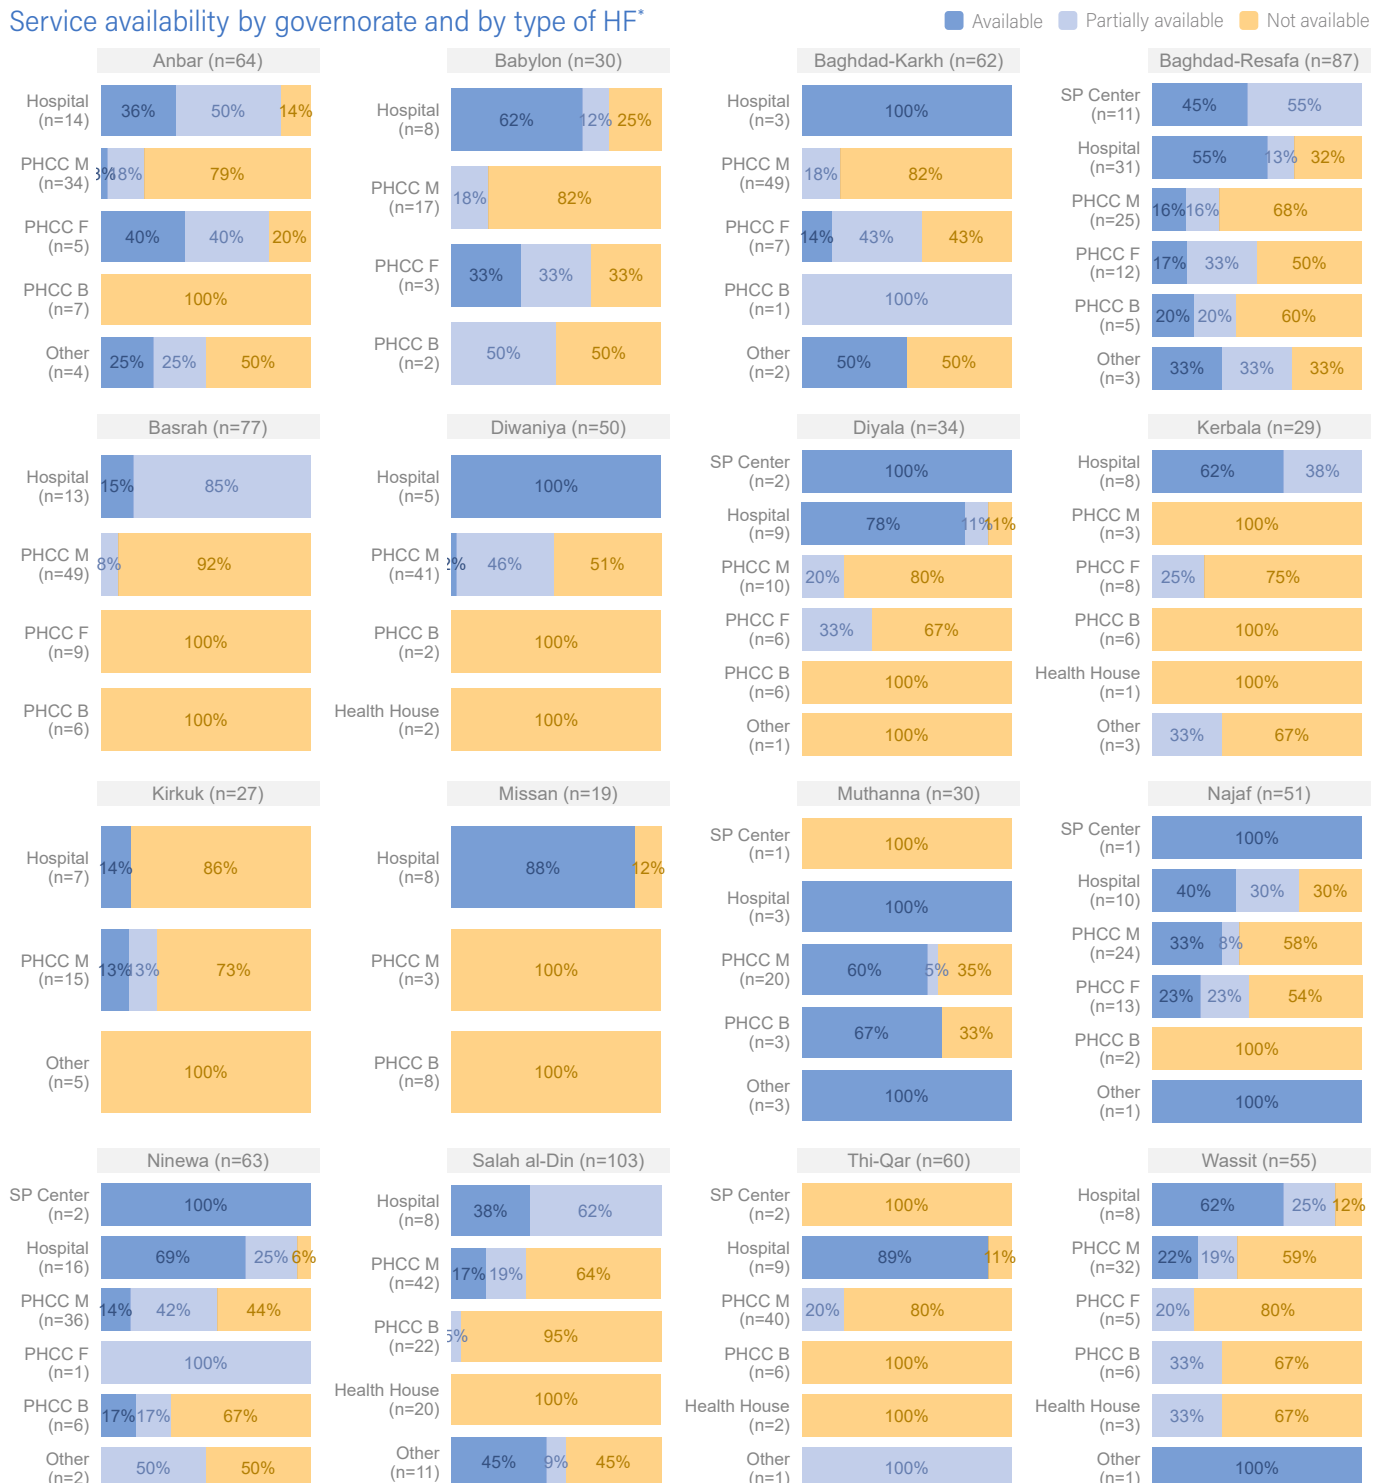 Service availability by governorate and by type of HF*
Available Partially available Not available
Anbar (n=64)
Hospital
(n=14)
36% 50% 14%
PHCC M
(n=34)
3% 18% 79%
PHCC F
(n=5)
40% 40% 20%
PHCC B
(n=7)
100%
Other
(n=4)
25% 25% 50%
Babylon (n=30)
Hospital
(n=8)
62% 12% 25%
PHCC M
(n=17)
18% 82%
PHCC F
(n=3)
33% 33% 33%
PHCC B
(n=2)
50% 50%
Baghdad-Karkh (n=62)
Hospital
(n=3)
100%
PHCC M
(n=49)
18% 82%
PHCC F
(n=7)
14% 43% 43%
PHCC B
(n=1)
100%
Other
(n=2)
50% 50%
Baghdad-Resafa (n=87)
SP Center
(n=11)
45% 55%
Hospital
(n=31)
55% 13% 32%
PHCC M
(n=25)
16% 16% 68%
PHCC F
(n=12)
17% 33% 50%
PHCC B
(n=5)
20% 20% 60%
Other
(n=3)
33% 33% 33%
Basrah (n=77)
Hospital
(n=13)
15% 85%
PHCC M
(n=49)
8% 92%
PHCC F
(n=9)
100%
PHCC B
(n=6)
100%
Diwaniya (n=50)
Hospital
(n=5)
100%
PHCC M
(n=41)
2% 46% 51%
PHCC B
(n=2)
100%
Health House
(n=2)
100%
Diyala (n=34)
SP Center
(n=2)
100%
Hospital
(n=9)
78% 11% 11%
PHCC M
(n=10)
20% 80%
PHCC F
(n=6)
33% 67%
PHCC B
(n=6)
100%
Other
(n=1)
100%
Kerbala (n=29)
Hospital
(n=8)
62% 38%
PHCC M
(n=3)
100%
PHCC F
(n=8)
25% 75%
PHCC B
(n=6)
100%
Health House
(n=1)
100%
Other
(n=3)
33% 67%
Kirkuk (n=27)
Hospital
(n=7)
14% 86%
PHCC M
(n=15)
13% 13% 73%
Other
(n=5)
100%
Missan (n=19)
Hospital
(n=8)
88% 12%
PHCC M
(n=3)
100%
PHCC B
(n=8)
100%
Muthanna (n=30)
SP Center
(n=1)
100%
Hospital
(n=3)
100%
PHCC M
(n=20)
60% 5% 35%
PHCC B
(n=3)
67% 33%
Other
(n=3)
100%
Najaf (n=51)
SP Center
(n=1)
100%
Hospital
(n=10)
40% 30% 30%
PHCC M
(n=24)
33% 8% 58%
PHCC F
(n=13)
23% 23% 54%
PHCC B
(n=2)
100%
Other
(n=1)
100%
Ninewa (n=63)
SP Center
(n=2)
100%
Hospital
(n=16)
69% 25% 6%
PHCC M
(n=36)
14% 42% 44%
PHCC F
(n=1)
100%
PHCC B
(n=6)
17% 17% 67%
Other
(n=2)
50% 50%
Salah al-Din (n=103)
Hospital
(n=8)
38% 62%
PHCC M
(n=42)
17% 19% 64%
PHCC B
(n=22)
5% 95%
Health House
(n=20)
100%
Other
(n=11)
45% 9% 45%
Thi-Qar (n=60)
SP Center
(n=2)
100%
Hospital
(n=9)
89% 11%
PHCC M
(n=40)
20% 80%
PHCC B
(n=6)
100%
Health House
(n=2)
100%
Other
(n=1)
100%
Wassit (n=55)
Hospital
(n=8)
62% 25% 12%
PHCC M
(n=32)
22% 19% 59%
PHCC F
(n=5)
20% 80%
PHCC B
(n=6)
33% 67%
Health House
(n=3)
33% 67%
Other
(n=1)
100%